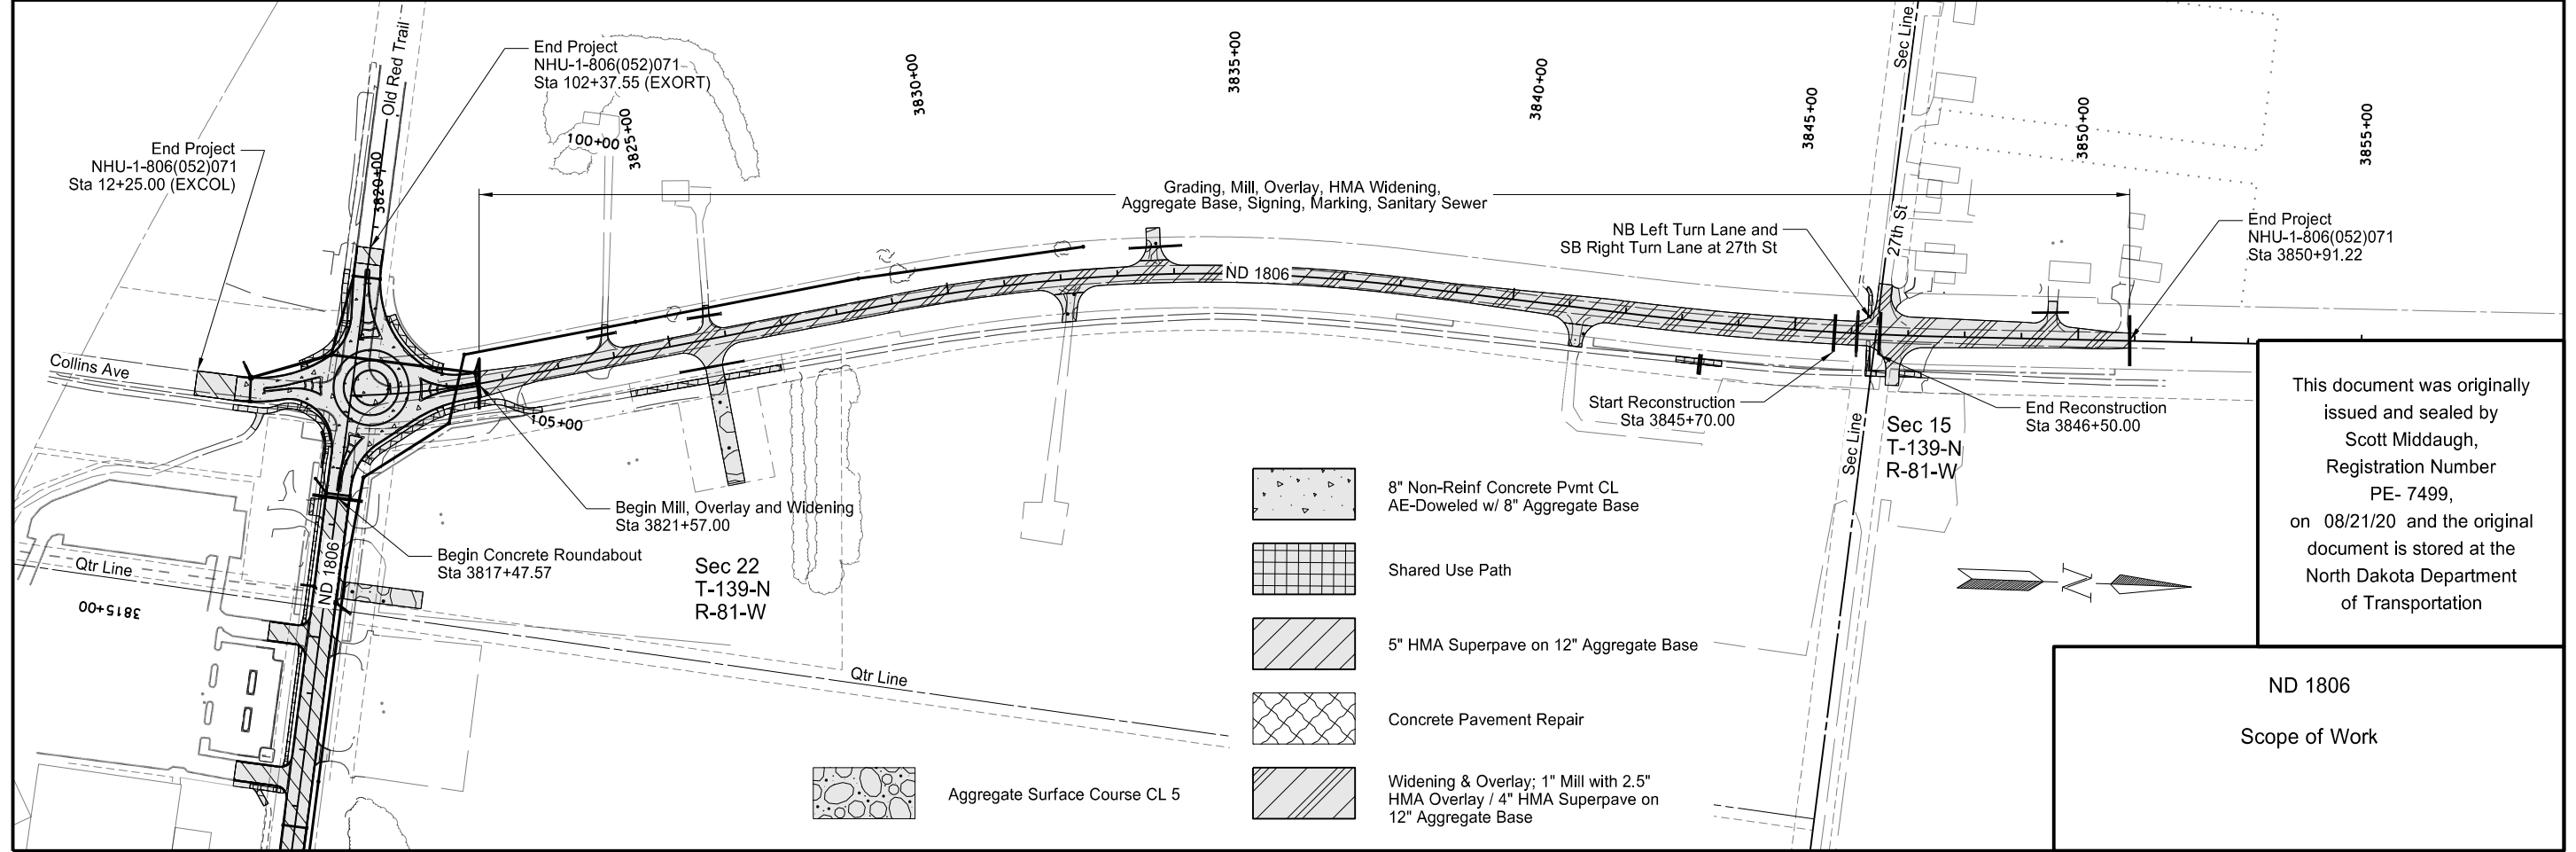 Old Red Trail
End Project
NHU-1-806(052)071
Sta 102+37.55 (EXORT)
End Project
NHU-1-806(052)071
Sta 12+25.00 (EXCOL)
3820+00
100+00
3825+00
3830+00
3835+00
3840+00
3845+00
3850+00
3855+00
Sec Line
Grading, Mill, Overlay, HMA Widening,
Aggregate Base, Signing, Marking, Sanitary Sewer
NB Left Turn Lane and
SB Right Turn Lane at 27th St
27th St
End Project
NHU-1-806(052)071
Sta 3850+91.22
ND 1806
Collins Ave
105+00
Begin Mill, Overlay and Widening
Sta 3821+57.00
Begin Concrete Roundabout
Sta 3817+47.57
Start Reconstruction
Sta 3845+70.00
End Reconstruction
Sta 3846+50.00
Sec Line
Sec 15
T-139-N
R-81-W
Qtr Line
ND 1806
3815+00
Sec 22
T-139-N
R-81-W
Qtr Line
8" Non-Reinf Concrete Pvmt CL
AE-Doweled w/ 8" Aggregate Base
Shared Use Path
5" HMA Superpave on 12" Aggregate Base
Concrete Pavement Repair
Aggregate Surface Course CL 5
Widening & Overlay; 1" Mill with 2.5"
HMA Overlay / 4" HMA Superpave on
12" Aggregate Base
N
This document was originally
issued and sealed by
Scott Middaugh,
Registration Number
PE- 7499,
on 08/21/20 and the original
document is stored at the
North Dakota Department
of Transportation
ND 1806
Scope of Work